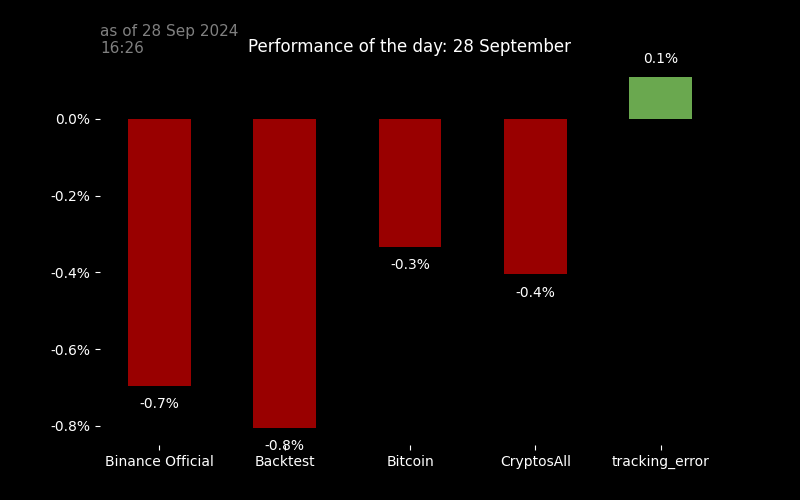 as of 28 Sep 2024
16:26
Performance of the day: 28 September
0.1%
0.0%
-0.2%
-0.3%
-0.4%
-0.4%
-0.6%
-0.7%
-0.8%
-0.8%
Binance Official
Backtest
Bitcoin
CryptosAll
tracking_error